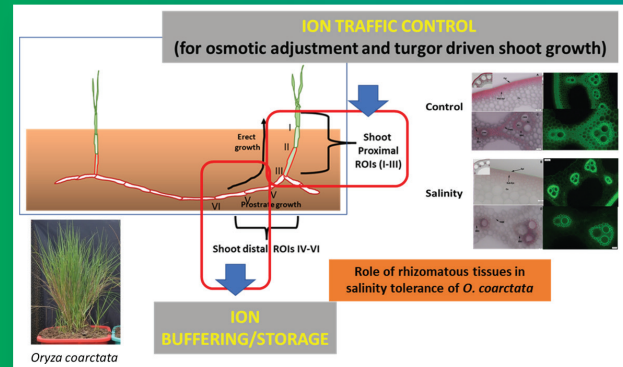 ION TRAFFIC CONTROL
(for osmotic adjustment and turgor driven shoot growth)
Control
Erect
growth
I
II
III
Shoot
Proximal
ROIs (I-III)
Salinity
V
V
VI
Prostrate growth
Shoot distal ROIs IV-VI
Role of rhizomatous tissues in
salinity tolerance of O. coarctata
ION
BUFFERING/STORAGE
Oryza coarctata